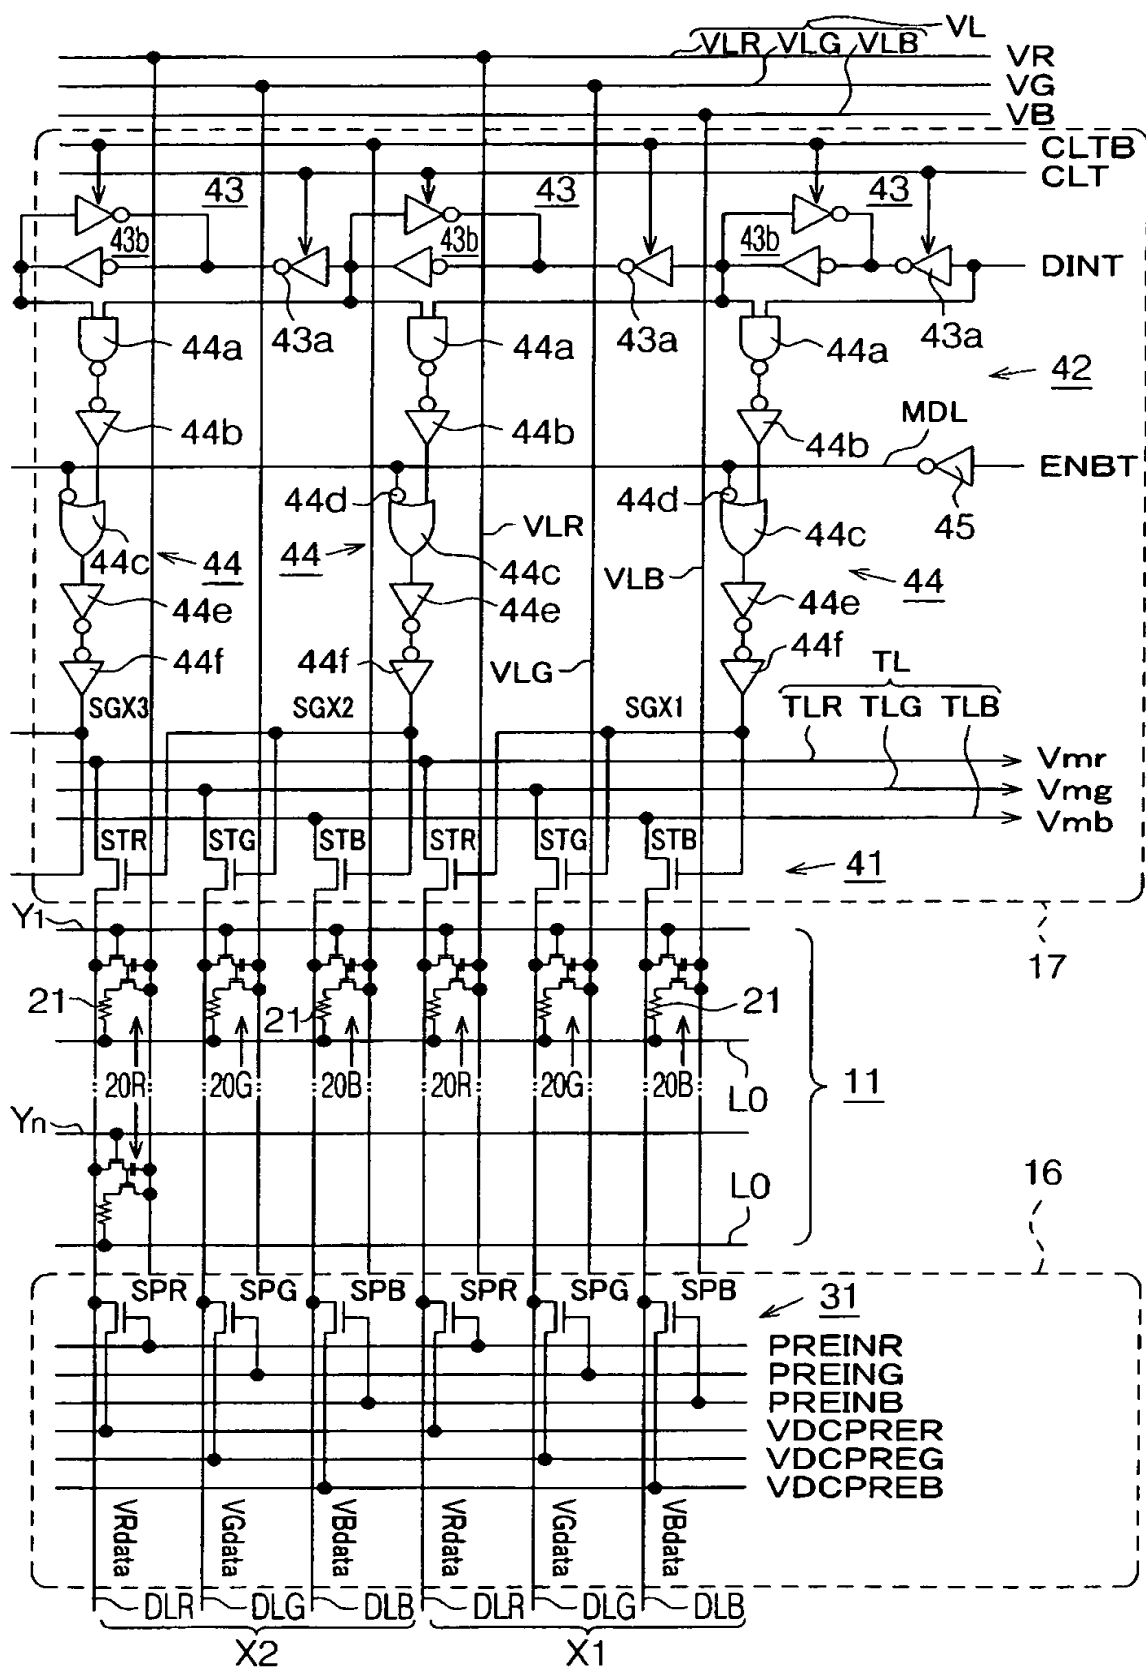 VL
VLR VLG VLB
VR
VG
VB
CLTB
CLT
43 43 43
43b 43b 43b
DINT
43a 43a 43a
44a 44a 44a
42
44b 44b 44b
MDL
ENBT
44d 44d
45
VLR
44c 44 44 44c 44c
VLB
44
44e 44e 44e
44f 44f 44f
VLG
TL
SGX3 SGX2 SGX1
TLR TLG TLB
Vmr
Vmg
Vmb
STR STG STB STR STG STB
41
Y1
17
21 21 21
20R 20G 20B 20R 20G 20B
LO
11
Yn
LO
16
SPR SPG SPB SPR SPG SPB
31
PREINR
PREING
PREINB
VDCPRER
VDCPREG
VDCPREB
VRdata VGdata VBdata VRdata VGdata VBdata
DLR DLG DLB DLR DLG DLB
X2 X1